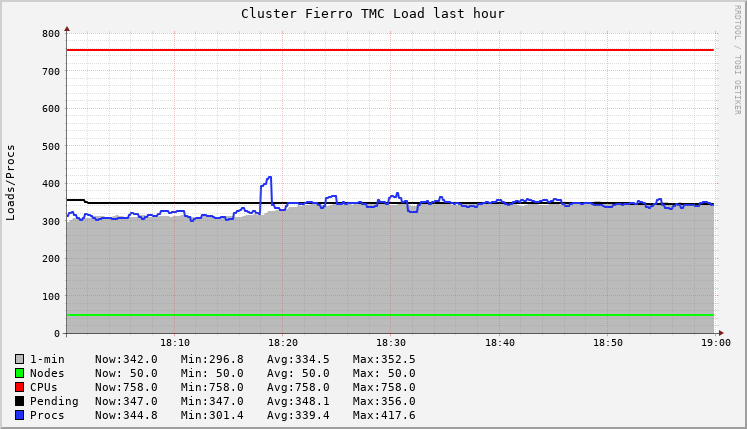 Cluster Fierro TMC Load last hour
RRDTOOL / TOBI OETIKER
Loads/Procs
800
700
600
500
400
300
200
100
0
18:10 18:20 18:30 18:40 18:50 19:00
1-min Now:342.0 Min:296.8 Avg:334.5 Max:352.5
Nodes Now: 50.0 Min: 50.0 Avg: 50.0 Max: 50.0
CPUs Now:758.0 Min:758.0 Avg:758.0 Max:758.0
Pending Now:347.0 Min:347.0 Avg:348.1 Max:356.0
Procs Now:344.8 Min:301.4 Avg:339.4 Max:417.6